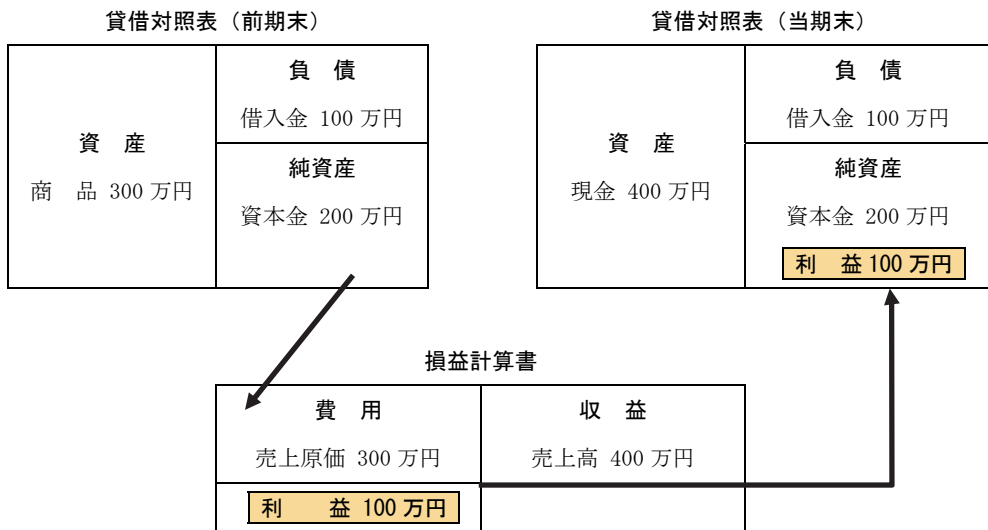 貸借対照表（前期末）
資　産
商　品 300 万円
負　債
借入金 100 万円
純資産
資本金 200 万円
貸借対照表（当期末）
資　産
現金 400 万円
負　債
借入金 100 万円
純資産
資本金 200 万円
利　益 100 万円
損益計算書
費　用
売上原価 300 万円
利　　益 100 万円
収　益
売上高 400 万円